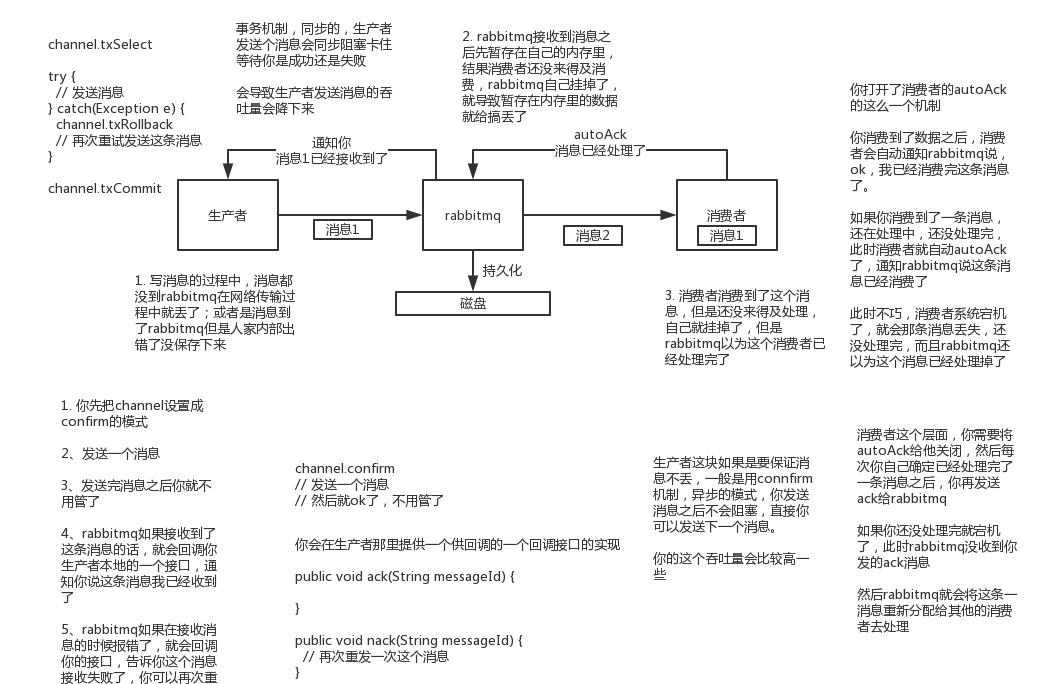 channel.txSelect
try {
// 发送消息
} catch(Exception e) {
channel.txRollback
// 再次重试发送这条消息
}
channel.txCommit
事务机制，同步的，生产者
发送个消息会同步阻塞卡住
等待你是成功还是失败
会导致生产者发送消息的吞
吐量会降下来
2. rabbitmq接收到消息之
后先暂存在自己的内存里，
结果消费者还没来得及消
费，rabbitmq自己挂掉了，
就导致暂存在内存里的数据
就给搞丢了
你打开了消费者的autoAck
的这么一个机制
你消费到了数据之后，消费
者会自动通知rabbitmq说，
ok，我已经消费完这条消息
了。
如果你消费到了一条消息，
还在处理中，还没处理完，
此时消费者就自动autoAck
了，通知rabbitmq说这条消
息已经消费了
此时不巧，消费者系统宕机
了，就会那条消息丢失，还
没处理完，而且rabbitmq还
以为这个消息已经处理掉了
通知你
消息1已经接收到了
autoAck
消息已经处理了
生产者
消息1
rabbitmq
消息2
消费者
消息1
持久化
磁盘
1. 写消息的过程中，消息都
没到rabbitmq在网络传输过
程中就丢了；或者是消息到
了rabbitmq但是人家内部出
错了没保存下来
3. 消费者消费到了这个消
息，但是还没来得及处理，
自己就挂掉了，但是
rabbitmq以为这个消费者已
经处理完了
1. 你先把channel设置成
confirm的模式
2、发送一个消息
3、发送完消息之后你就不
用管了
4、rabbitmq如果接收到了
这条消息的话，就会回调你
生产者本地的一个接口，通
知你说这条消息我已经收到
了
5、rabbitmq如果在接收消
息的时候报错了，就会回调
你的接口，告诉你这个消息
接收失败了，你可以再次重
channel.confirm
// 发送一个消息
// 然后就ok了，不用管了
你会在生产者那里提供一个供回调的一个回调接口的实现
public void ack(String messageId) {
}
public void nack(String messageId) {
// 再次重发一次这个消息
}
生产者这块如果是要保证消
息不丢，一般是用connfirm
机制，异步的模式，你发送
消息之后不会阻塞，直接你
可以发送下一个消息。
你的这个吞吐量会比较高一
些
消费者这个层面，你需要将
autoAck给他关闭，然后每
次你自己确定已经处理完了
一条消息之后，你再发送
ack给rabbitmq
如果你还没处理完就宕机
了，此时rabbitmq没收到你
发的ack消息
然后rabbitmq就会将这条一
消息重新分配给其他的消费
者去处理